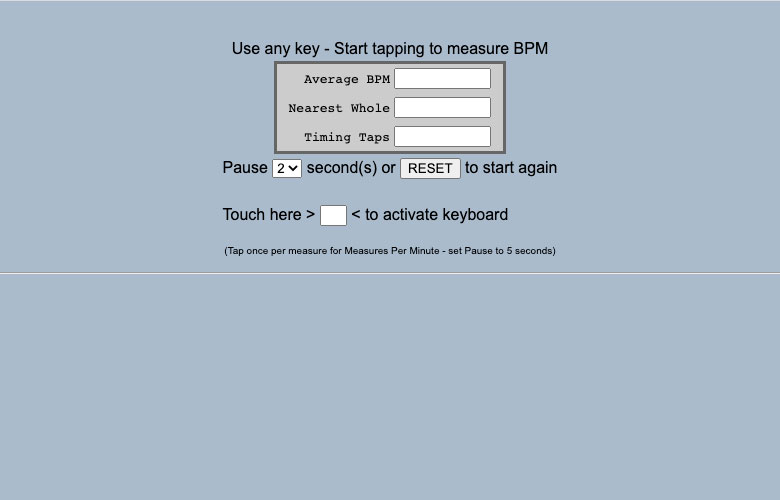 Use any key - Start tapping to measure BPM
Average BPM
Nearest Whole
Timing Taps
Pause 2 second(s) or RESET to start again
Touch here > < to activate keyboard
(Tap once per measure for Measures Per Minute - set Pause to 5 seconds)